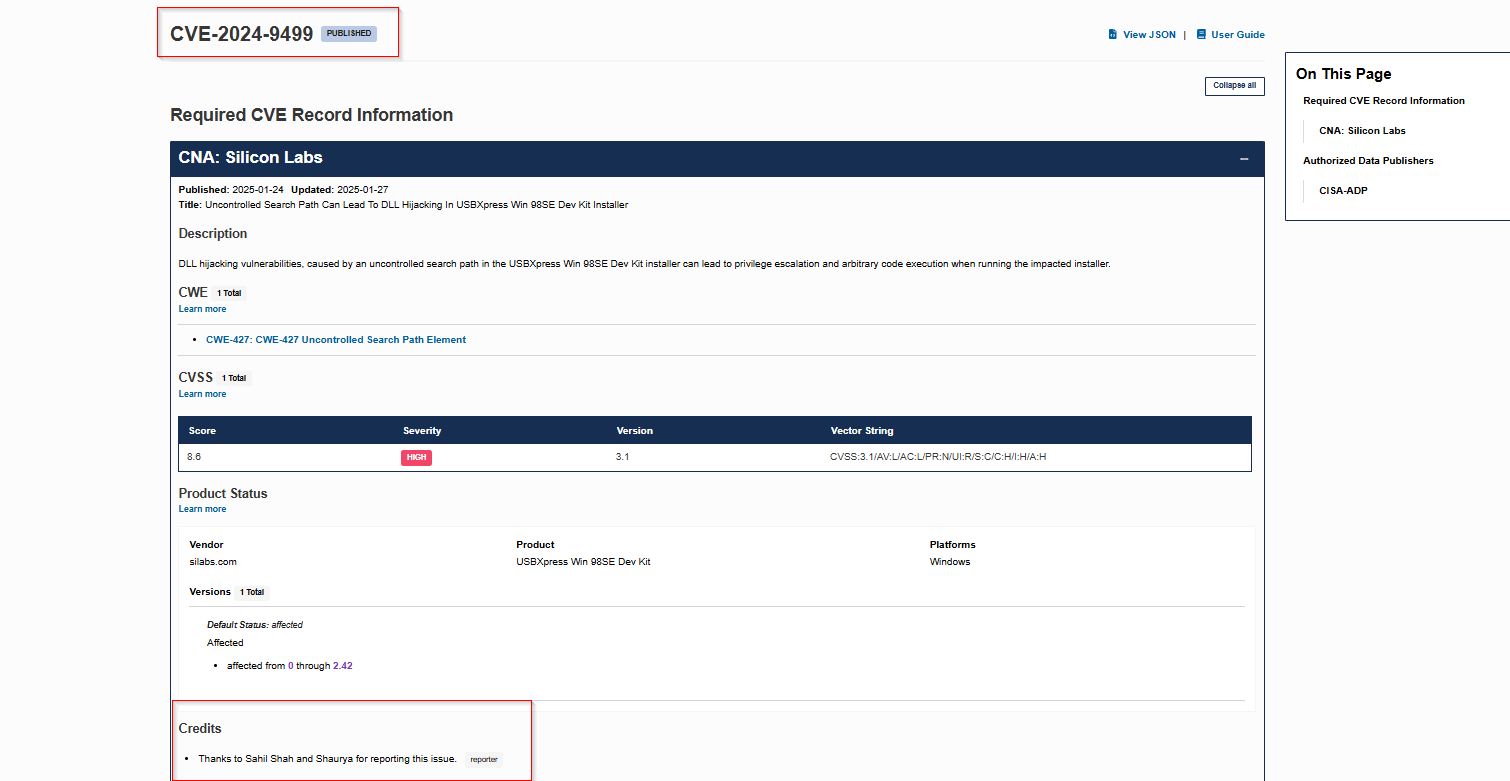 CVE-2024-9499 PUBLISHED
View JSON | User Guide
Collapse all
Required CVE Record Information
CNA: Silicon Labs
Published: 2025-01-24 Updated: 2025-01-27
Title: Uncontrolled Search Path Can Lead To DLL Hijacking In USBXpress Win 98SE Dev Kit Installer
Description
DLL hijacking vulnerabilities, caused by an uncontrolled search path in the USBXpress Win 98SE Dev Kit installer can lead to privilege escalation and arbitrary code execution when running the impacted installer.
CWE 1 Total
Learn more
CWE-427: CWE-427 Uncontrolled Search Path Element
CVSS 1 Total
Learn more
Score Severity Version Vector String
8.6 HIGH 3.1 CVSS:3.1/AV:L/AC:L/PR:N/UI:R/S:C/C:H/I:H/A:H
Product Status
Learn more
Vendor Product Platforms
silabs.com USBXpress Win 98SE Dev Kit Windows
Versions 1 Total
Default Status: affected
Affected
affected from 0 through 2.42
Credits
Thanks to Sahil Shah and Shaurya for reporting this issue. reporter
On This Page
Required CVE Record Information
CNA: Silicon Labs
Authorized Data Publishers
CISA-ADP